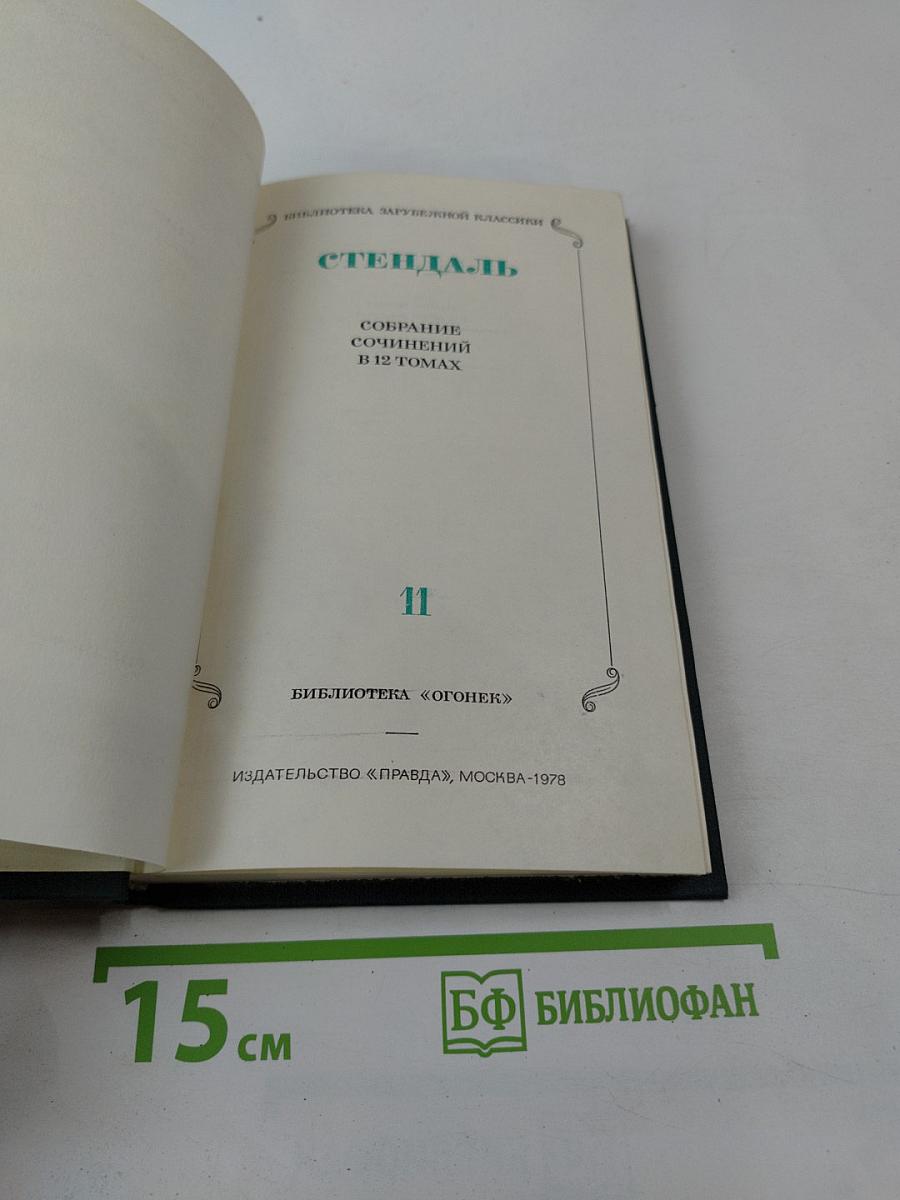 БИБЛИОТЕКА ЗАРУБЕЖНОЙ КЛАССИКИ
СТЕНДАЛЬ
СОБРАНИЕ
СОЧИНЕНИЙ
В 12 ТОМАХ
11
БИБЛИОТЕКА «ОГОНЕК»
ИЗДАТЕЛЬСТВО «ПРАВДА», МОСКВА-1978
15 см
БФ БИБЛИОФАН